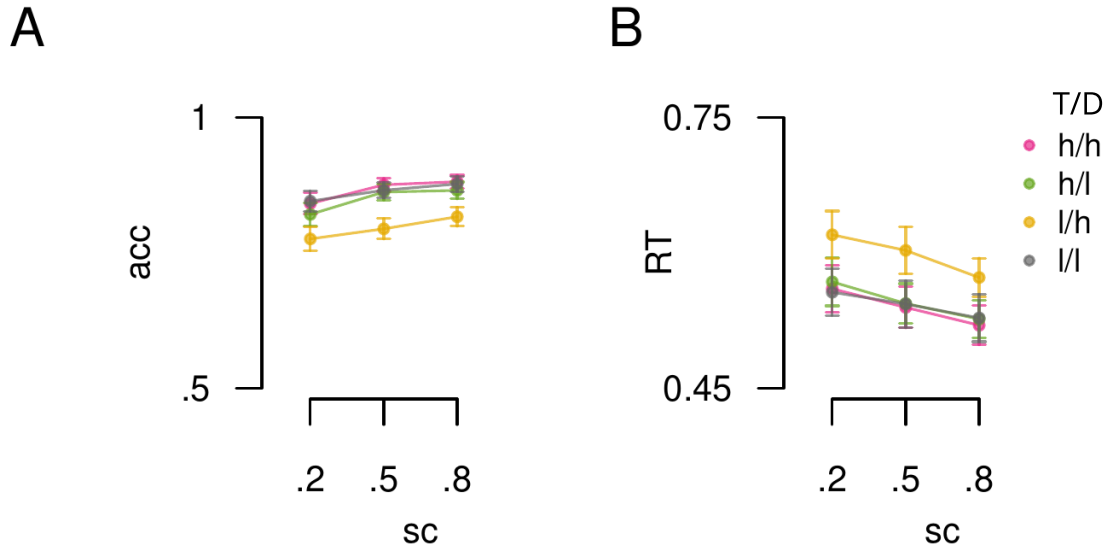 A
acc
1
.5
.2 .5 .8
sc
B
RT
0.75
0.45
.2 .5 .8
sc
T/D
h/h
h/l
l/h
l/l